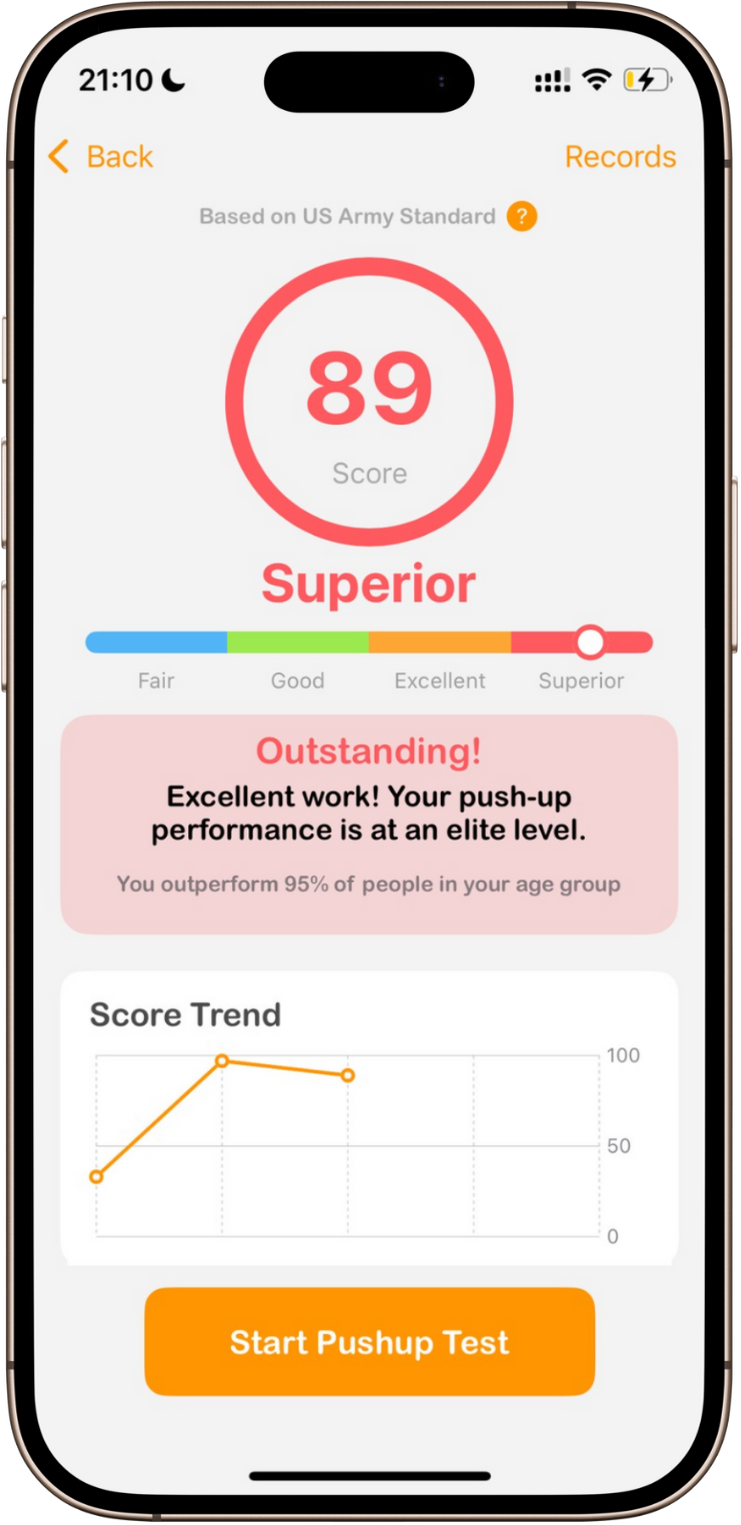 21:10
Back
Records
Based on US Army Standard ?
89
Score
Superior
Fair Good Excellent Superior
Outstanding!
Excellent work! Your push-up
performance is at an elite level.
You outperform 95% of people in your age group
Score Trend
100
50
0
Start Pushup Test